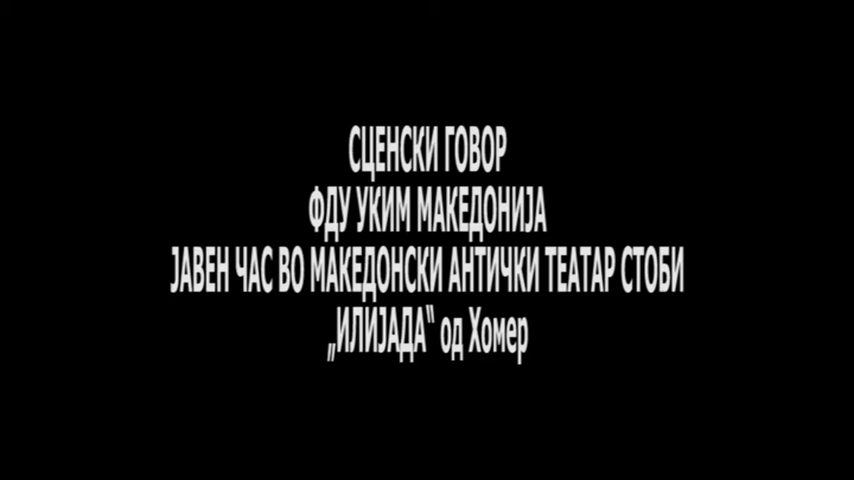 СЦЕНСКИ ГОВОР
ФДУ УКИМ МАКЕДОНИЈА
ЈАВЕН ЧАС ВО МАКЕДОНСКИ АНТИЧКИ ТЕАТАР СТОБИ
„ИЛИЈАДА‟ од Хомер